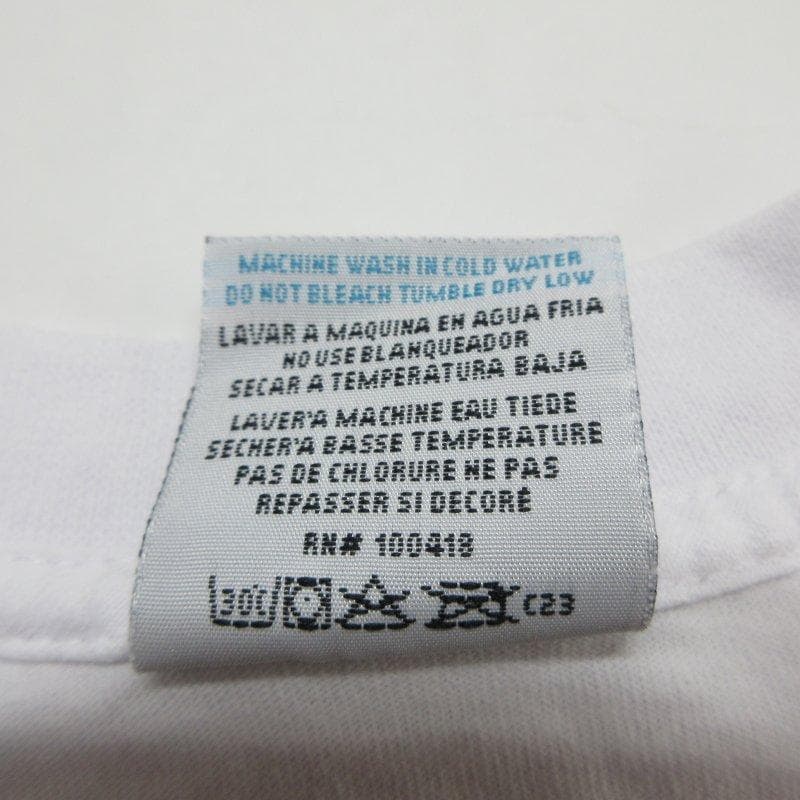 MACHINE WASH IN COLD WATER
DO NOT BLEACH TUMBLE DRY LOW
LAVAR A MAQUINA EN AGUA FRIA
NO USE BLANQUEADOR
SECAR A TEMPERATURA BAJA
LAVER'A MACHINE EAU TIEDE
SECHER'A BASSE TEMPERATURE
PAS DE CHLORURE NE PAS
REPASSER SI DECORÉ
RN# 100418
30C C23